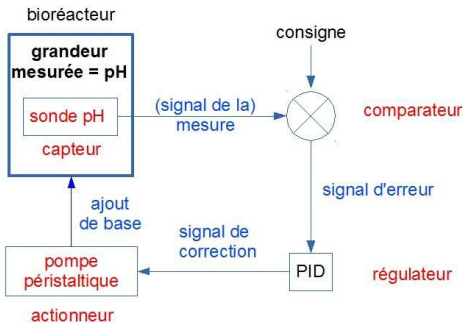 bioréacteur
grandeur
mesurée = pH
sonde pH
capteur
(signal de la)
mesure
consigne
comparateur
signal d'erreur
ajout
de base
signal de
correction
pompe
péristaltique
actionneur
PID
régulateur